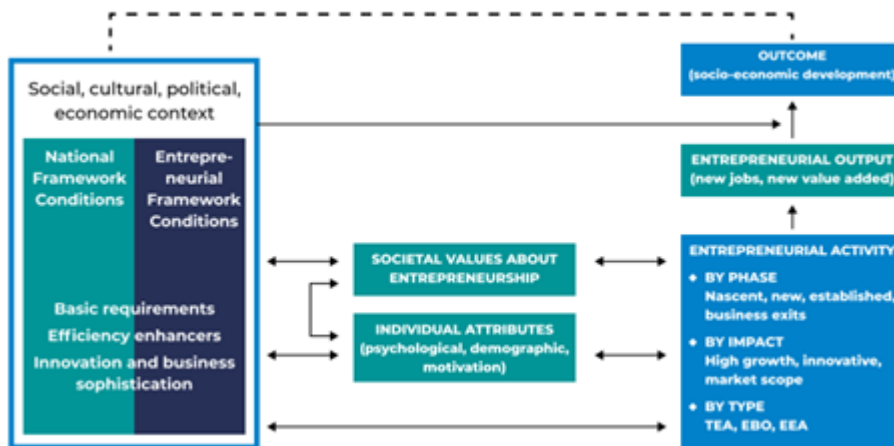 Social, cultural, political,
economic context
National
Framework
Conditions
Entrepre-
neurial
Framework
Conditions
Basic requirements
Efficiency enhancers
Innovation and business
sophistication
SOCIETAL VALUES ABOUT
ENTREPRENEURSHIP
INDIVIDUAL ATTRIBUTES
(psychological, demographic,
motivation)
OUTCOME
(socio-economic development)
ENTREPRENEURIAL OUTPUT
(new jobs, new value added)
ENTREPRENEURIAL ACTIVITY
◆ BY PHASE
Nascent, new, established,
business exits
◆ BY IMPACT
High growth, innovative,
market scope
◆ BY TYPE
TEA, EBO, EEA